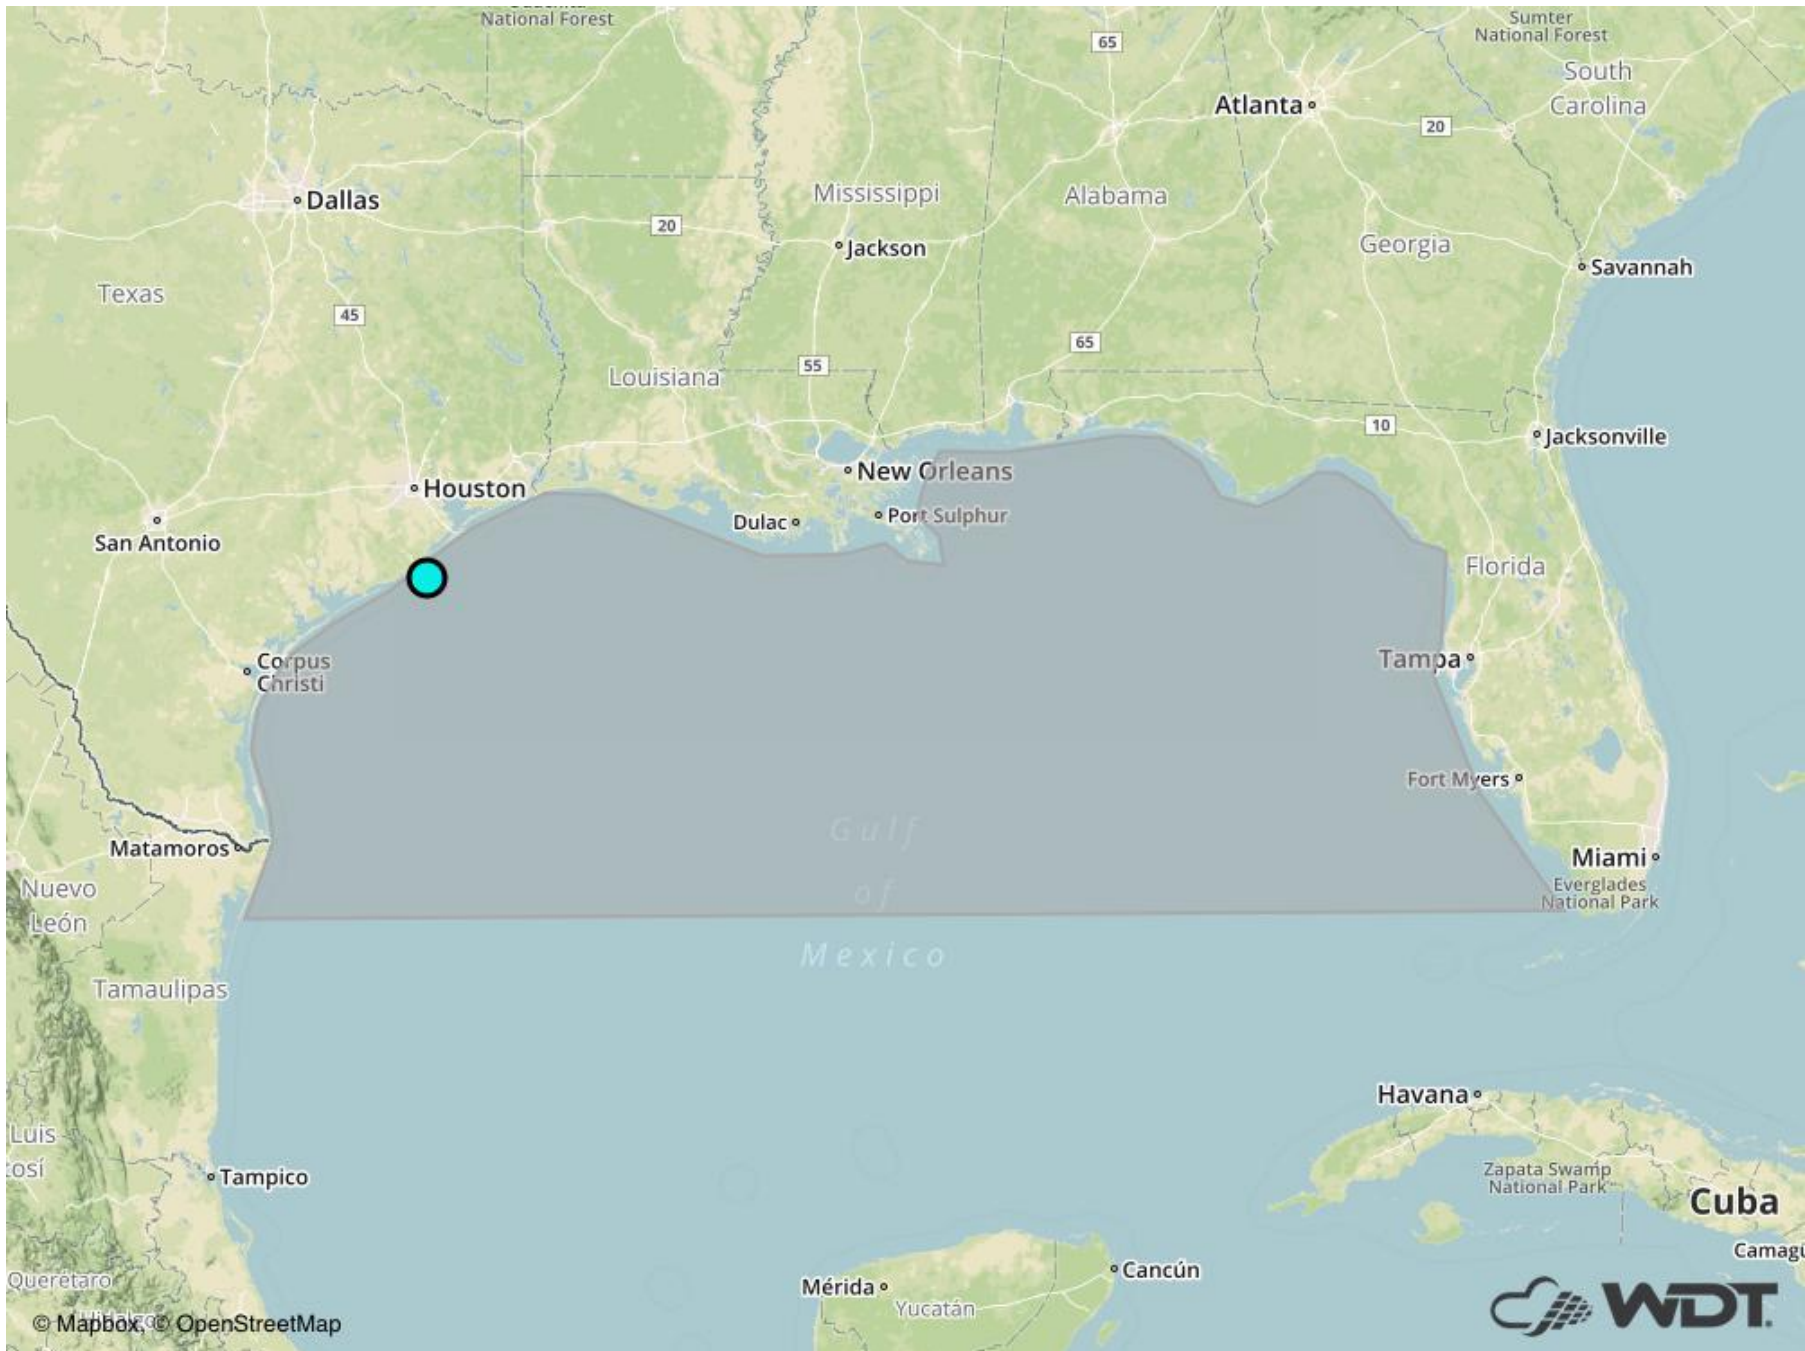 National Forest
Sumter
National Forest
65
South
Carolina
Atlanta
20
Dallas
Mississippi
Alabama
20
Georgia
Jackson
Savannah
Texas
45
65
55
Louisiana
10
Jacksonville
New Orleans
Houston
Dulac
Port Sulphur
San Antonio
Florida
Corpus
Christi
Tampa
Fort Myers
Gulf
of
Mexico
Matamoros
Miami
Everglades
National Park
Nuevo
León
Tamaulipas
Havana
Luis
Tampico
Zapata Swamp
National Park
Cuba
Cancún
Mérida
Yucatán
Querétaro
Hidalgo
© Mapbox, © OpenStreetMap
WDT